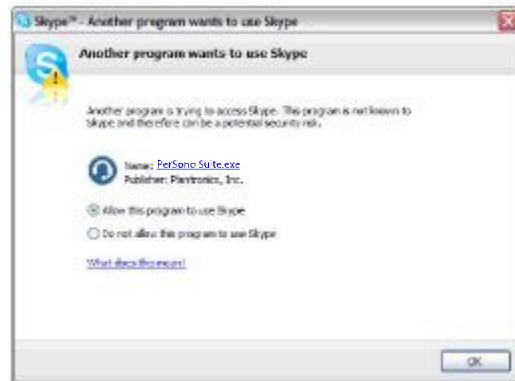 Skype™ - Another program wants to use Skype
Another program wants to use Skype
Another program is trying to access Skype. This program is not known to
Skype and therefore can be a potential security risk.
Name: PerSono Suite.exe
Publisher: Plantronics, Inc.
Allow this program to use Skype
Do not allow this program to use Skype
What does this mean?
OK